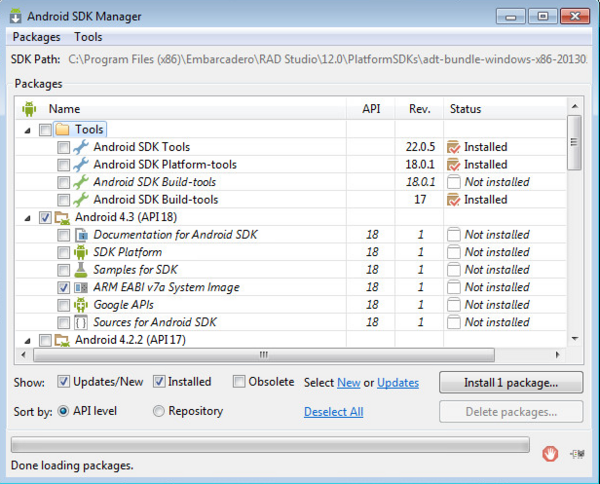 Android SDK Manager
Packages Tools
SDK Path: C:\Program Files (x86)\Embarcadero\RAD Studio\12.0\PlatformSDKs\adt-bundle-windows-x86-20130
Packages
Name API Rev. Status
Tools
Android SDK Tools 22.0.5 Installed
Android SDK Platform-tools 18.0.1 Installed
Android SDK Build-tools 18.0.1 Not installed
Android SDK Build-tools 17 Installed
Android 4.3 (API 18)
Documentation for Android SDK 18 1 Not installed
SDK Platform 18 1 Not installed
Samples for SDK 18 1 Not installed
ARM EABI v7a System Image 18 1 Not installed
Google APIs 18 1 Not installed
Sources for Android SDK 18 1 Not installed
Android 4.2.2 (API 17)
Show: Updates/New Installed Obsolete Select New or Updates Install 1 package...
Sort by: API level Repository Deselect All Delete packages...
Done loading packages.